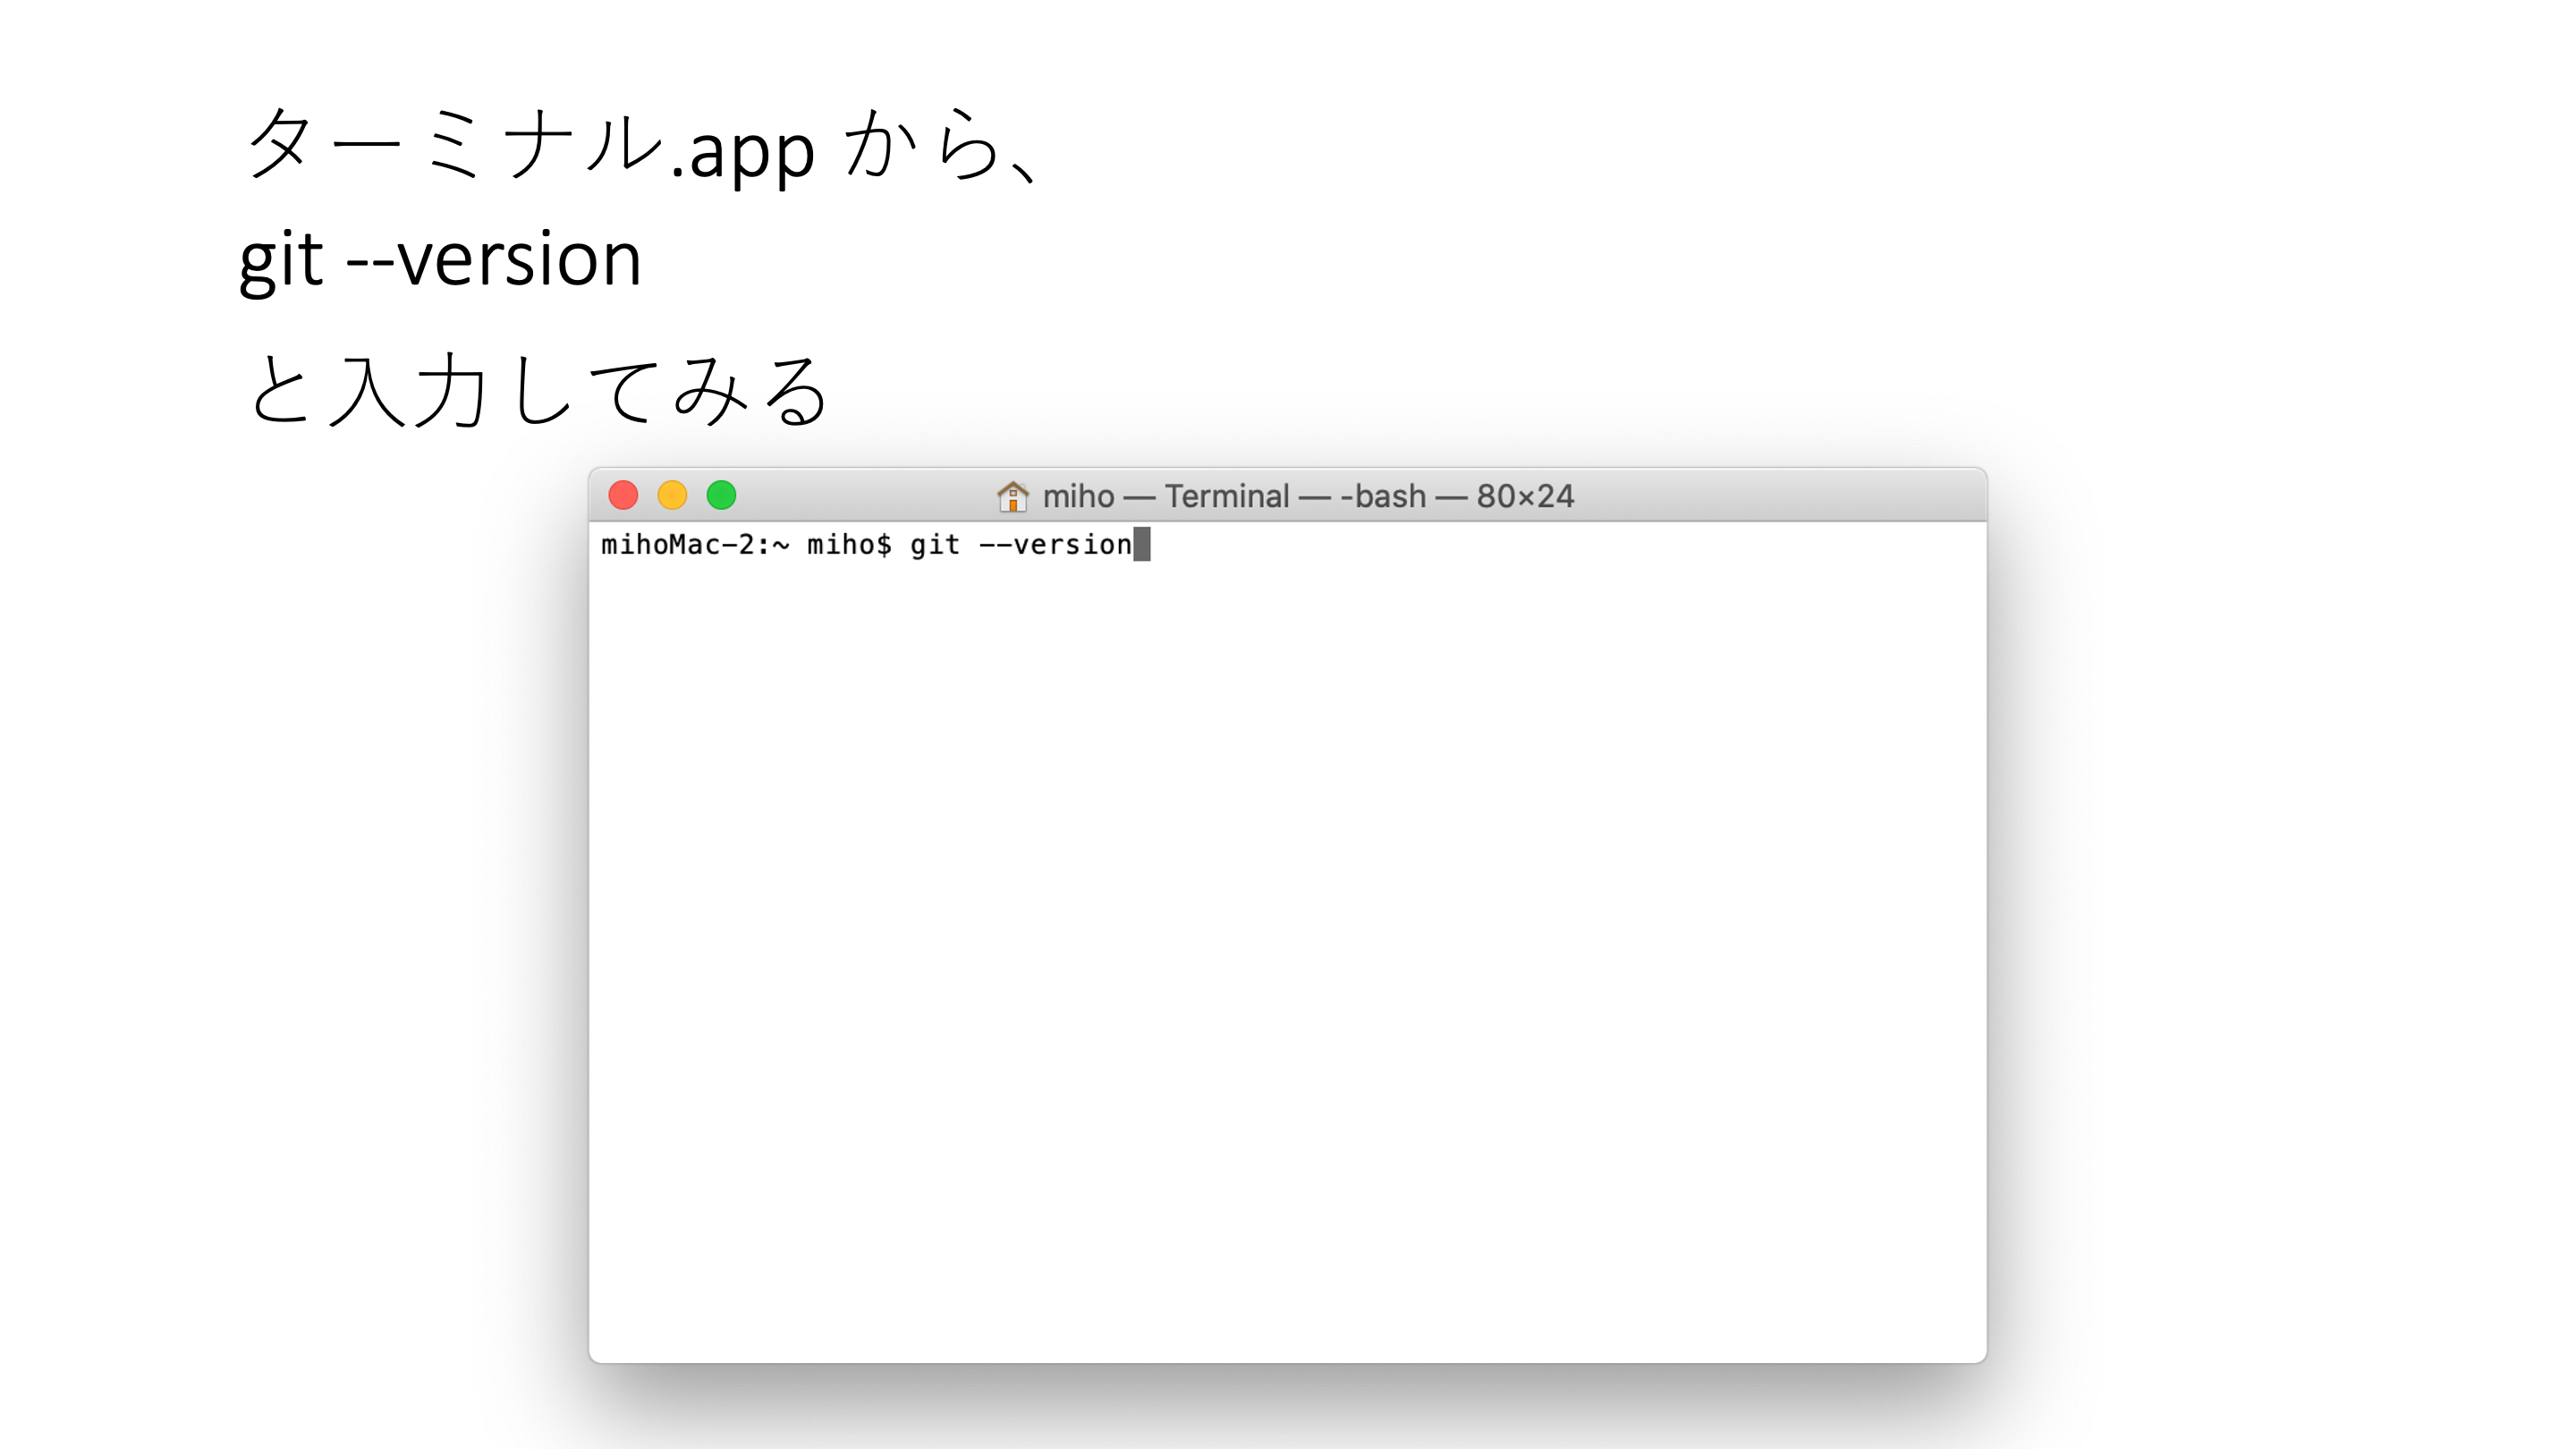 ターミナル.app から、
git --version
と入力してみる
miho — Terminal — -bash — 80×24
mihoMac-2:~ miho$ git --version